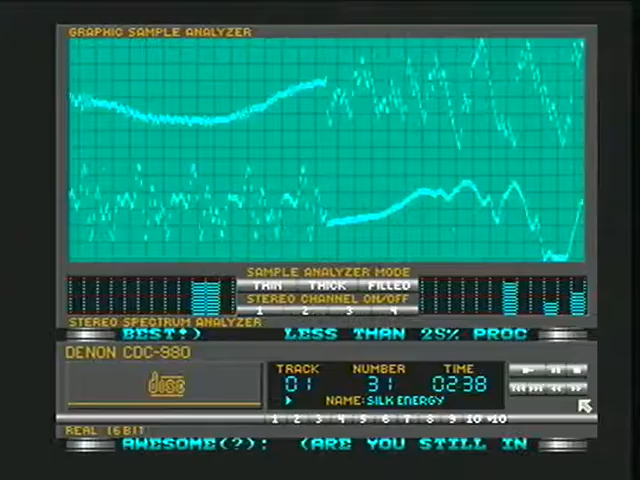 GRAPHIC SAMPLE ANALYZER
SAMPLE ANALYZER MODE
THIN THICK FILLED
STEREO CHANNEL ON/OFF
1 2 3 4
STEREO SPECTRUM ANALYZER
BEST!) LESS THAN 25% PROC
DENON CDC-980
disc
TRACK NUMBER TIME
01 31 0238
NAME: SILK ENERGY
1 2 3 4 5 6 7 8 9 10 +10
REAL 16BIT
AWESOME(?): (ARE YOU STILL IN